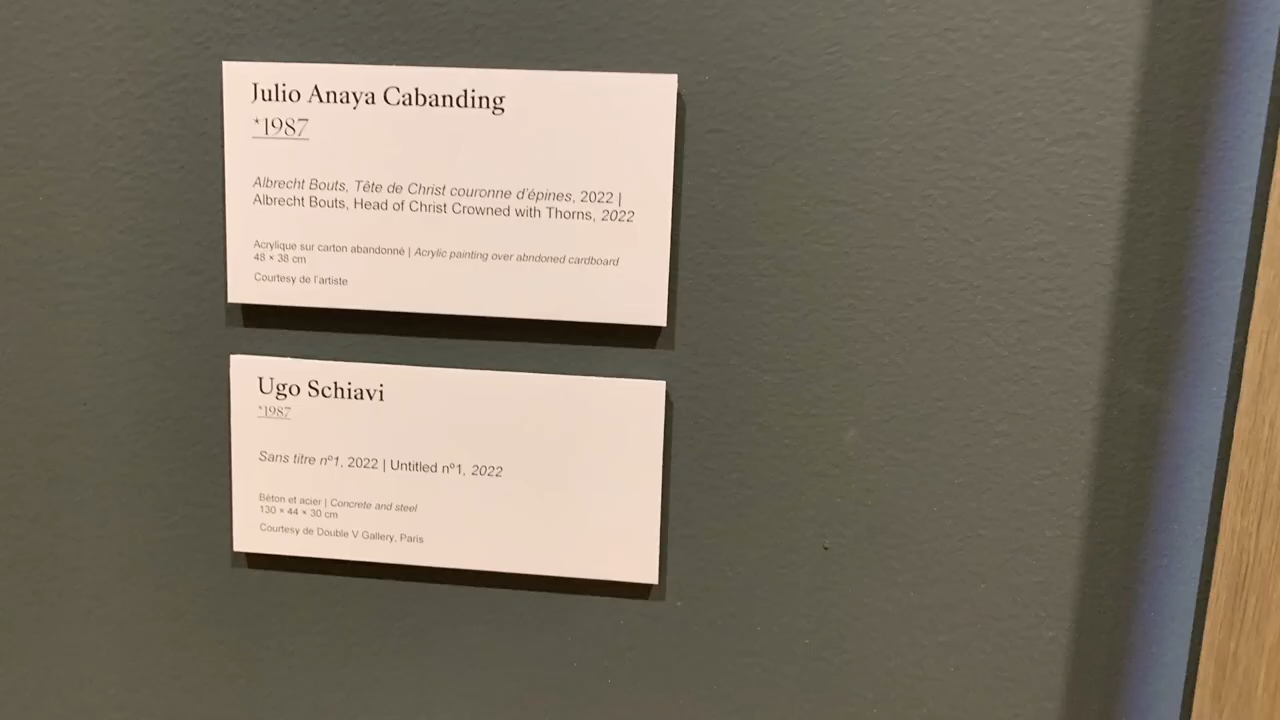 Julio Anaya Cabanding
*1987
Albrecht Bouts, Tête de Christ couronne d'épines, 2022 |
Albrecht Bouts, Head of Christ Crowned with Thorns, 2022
Acrylique sur carton abandonné | Acrylic painting over abndoned cardboard
48 × 38 cm
Courtesy de l'artiste
Ugo Schiavi
*1987
Sans titre nº1, 2022 | Untitled nº1, 2022
Béton et acier | Concrete and steel
130 × 44 × 30 cm
Courtesy de Double V Gallery, Paris